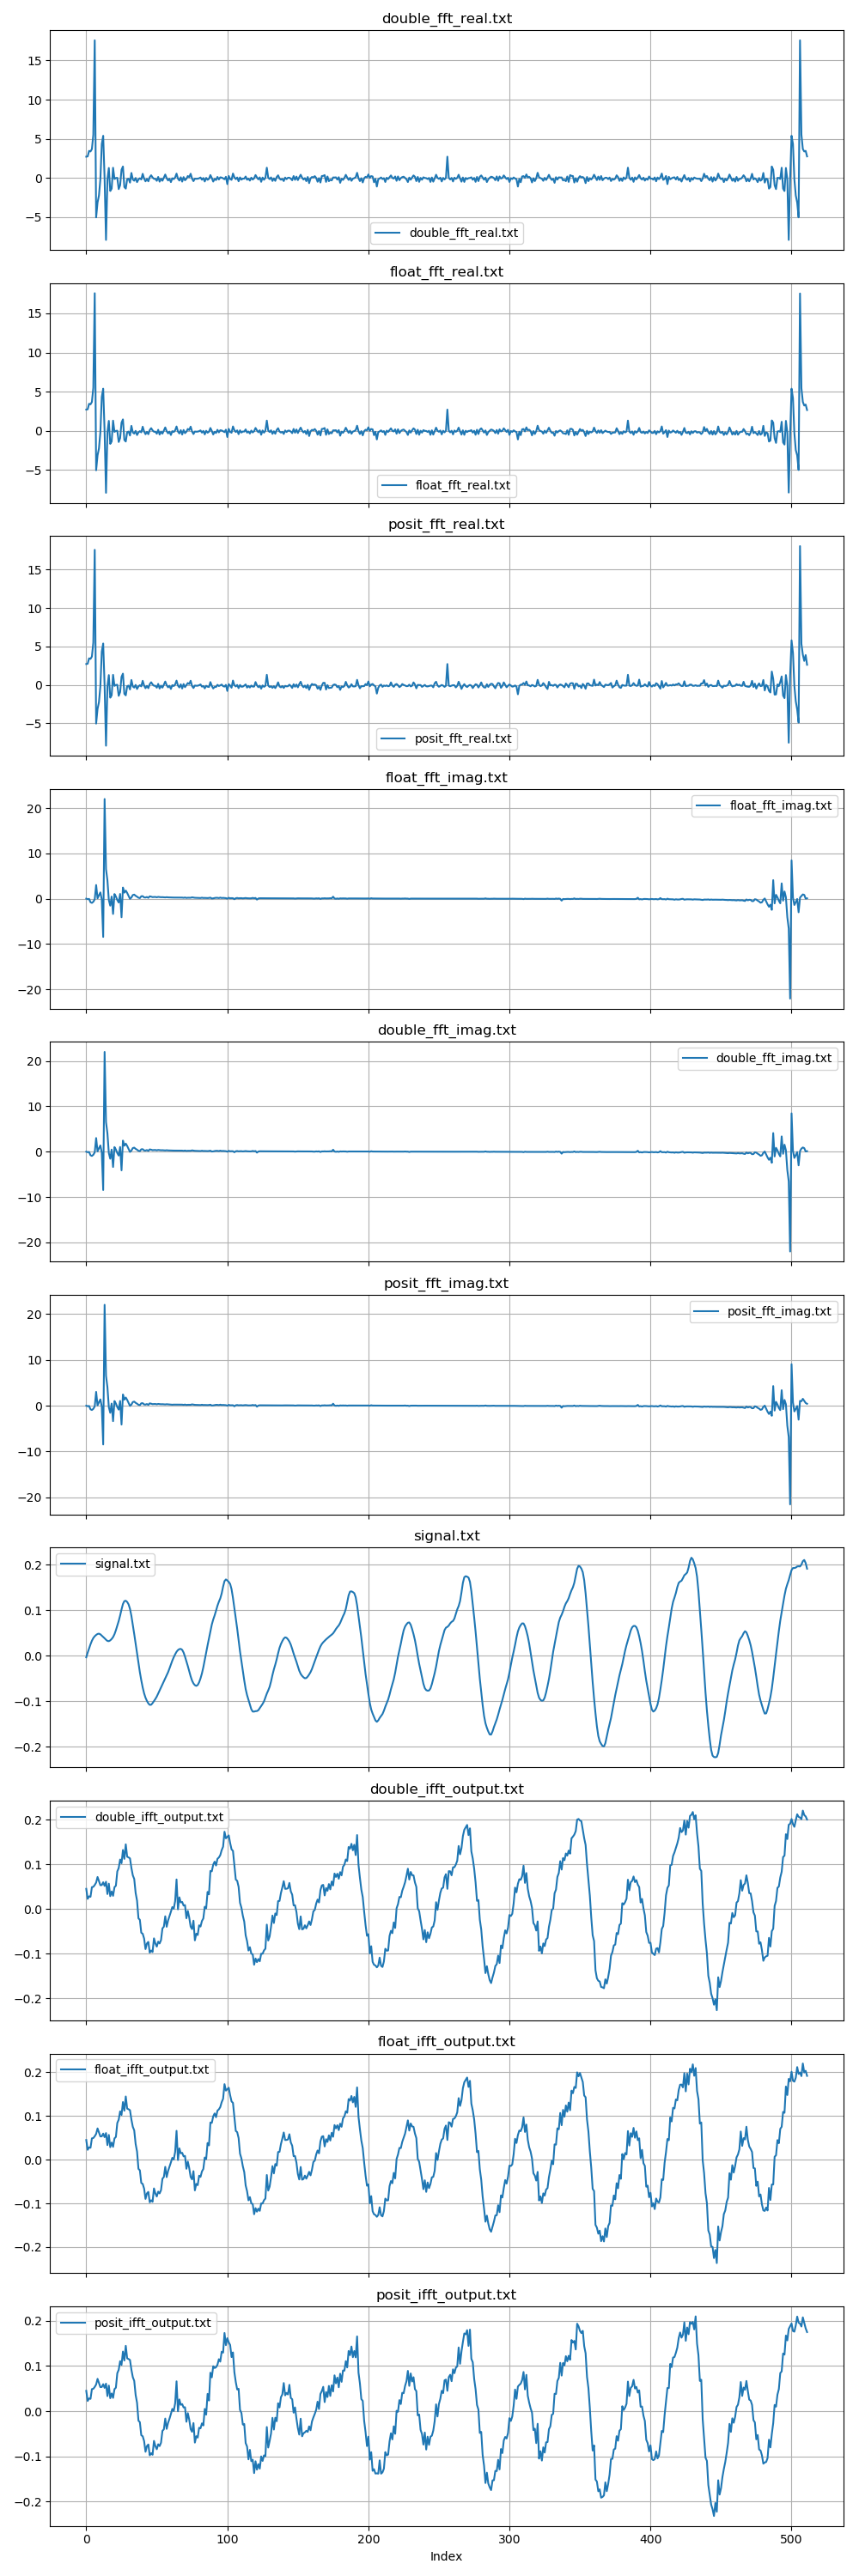 double_fft_real.txt
15
10
5
0
−5
double_fft_real.txt
float_fft_real.txt
15
10
5
0
−5
float_fft_real.txt
posit_fft_real.txt
15
10
5
0
−5
posit_fft_real.txt
float_fft_imag.txt
20
10
0
−10
−20
float_fft_imag.txt
double_fft_imag.txt
20
10
0
−10
−20
double_fft_imag.txt
posit_fft_imag.txt
20
10
0
−10
−20
posit_fft_imag.txt
signal.txt
0.2
0.1
0.0
−0.1
−0.2
signal.txt
double_ifft_output.txt
0.2
0.1
0.0
−0.1
−0.2
double_ifft_output.txt
float_ifft_output.txt
0.2
0.1
0.0
−0.1
−0.2
float_ifft_output.txt
posit_ifft_output.txt
0.2
0.1
0.0
−0.1
−0.2
posit_ifft_output.txt
0 100 200 300 400 500
Index